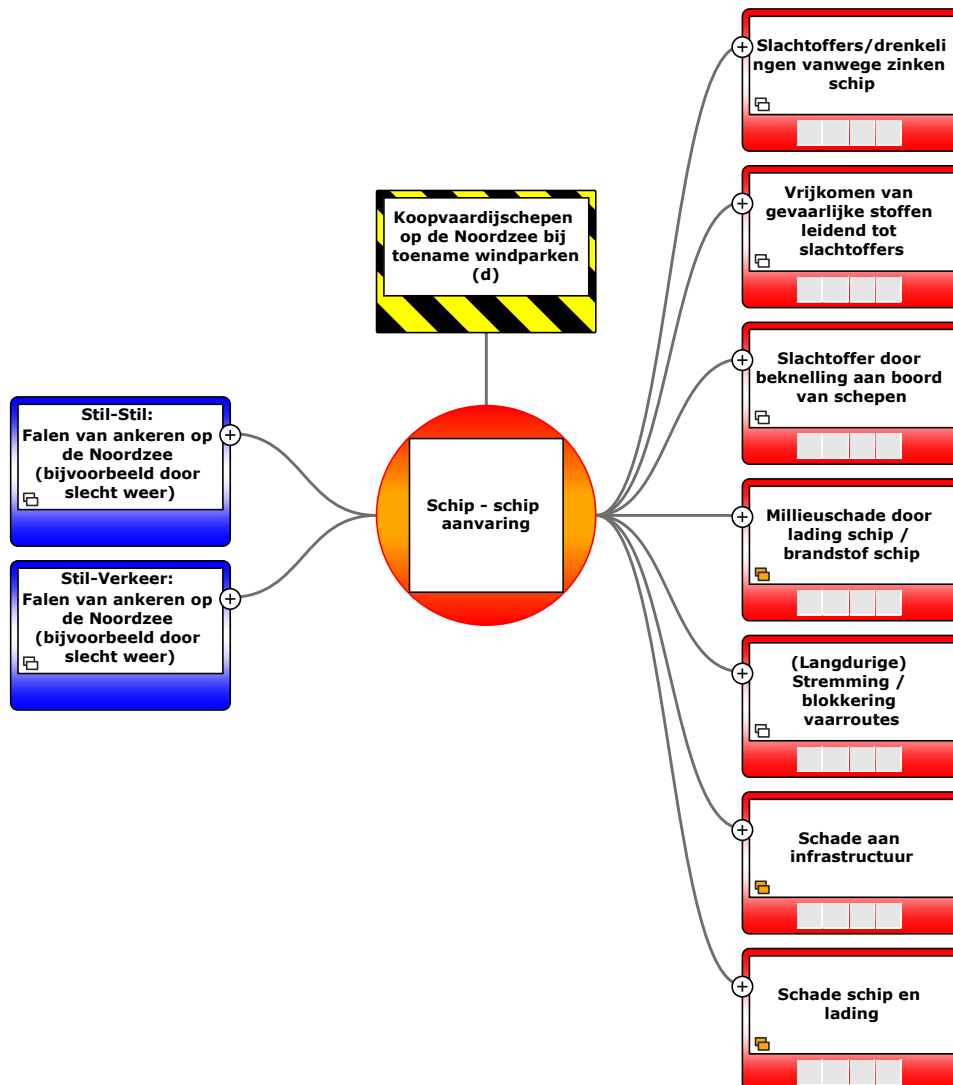 Koopvaardijschepen
op de Noordzee bij
toename windparken
(d)
Stil-Stil:
Falen van ankeren op
de Noordzee
(bijvoorbeeld door
slecht weer)
Stil-Verkeer:
Falen van ankeren op
de Noordzee
(bijvoorbeeld door
slecht weer)
Schip - schip
aanvaring
Slachtoffers/drenkeli
ngen vanwege zinken
schip
Vrijkomen van
gevaarlijke stoffen
leidend tot
slachtoffers
Slachtoffer door
beknelling aan boord
van schepen
Millieuschade door
lading schip /
brandstof schip
(Langdurige)
Stremming /
blokkering
vaarroutes
Schade aan
infrastructuur
Schade schip en
lading